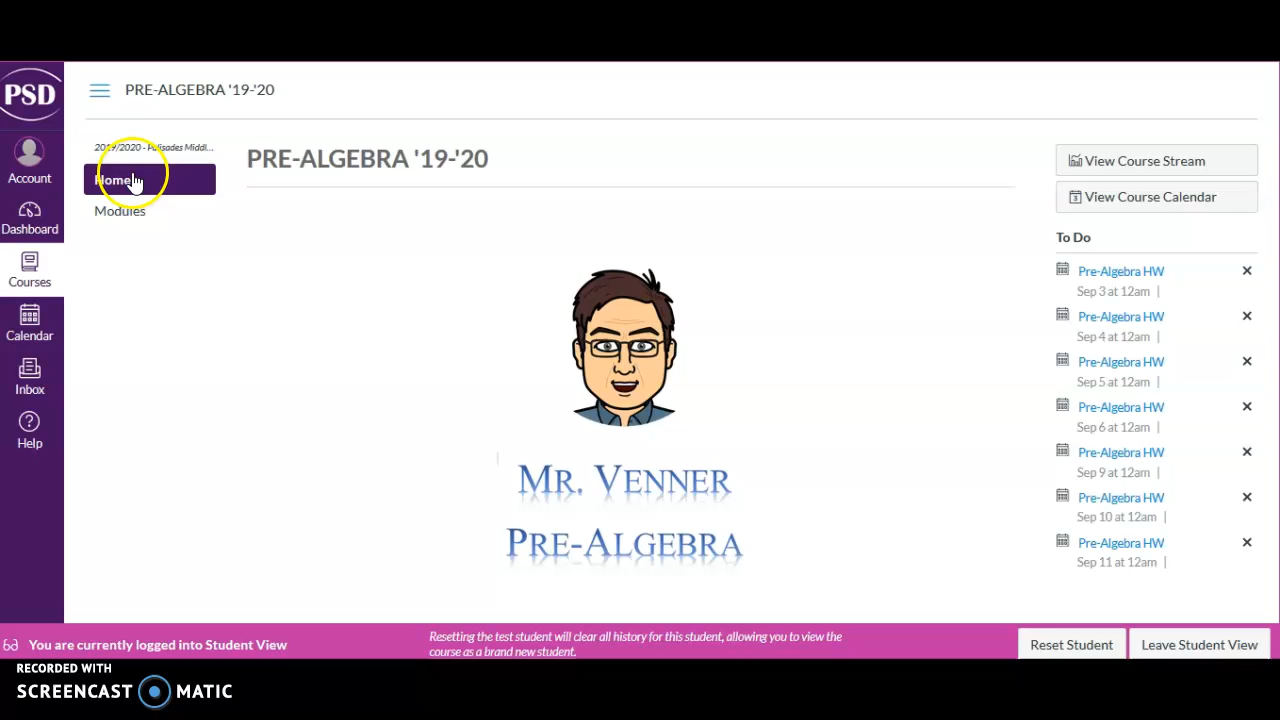 PSD
Account
Dashboard
Courses
Calendar
Inbox
Help
PRE-ALGEBRA '19-'20
2019/2020 - Palisades Middl...
Home
Modules
PRE-ALGEBRA '19-'20
MR. VENNER
PRE-ALGEBRA
View Course Stream
3 View Course Calendar
To Do
Pre-Algebra HW
Sep 3 at 12am |
Pre-Algebra HW
Sep 4 at 12am |
Pre-Algebra HW
Sep 5 at 12am |
Pre-Algebra HW
Sep 6 at 12am |
Pre-Algebra HW
Sep 9 at 12am |
Pre-Algebra HW
Sep 10 at 12am |
Pre-Algebra HW
Sep 11 at 12am |
You are currently logged into Student View
Resetting the test student will clear all history for this student, allowing you to view the
course as a brand new student.
Reset Student
Leave Student View
RECORDED WITH
SCREENCAST MATIC